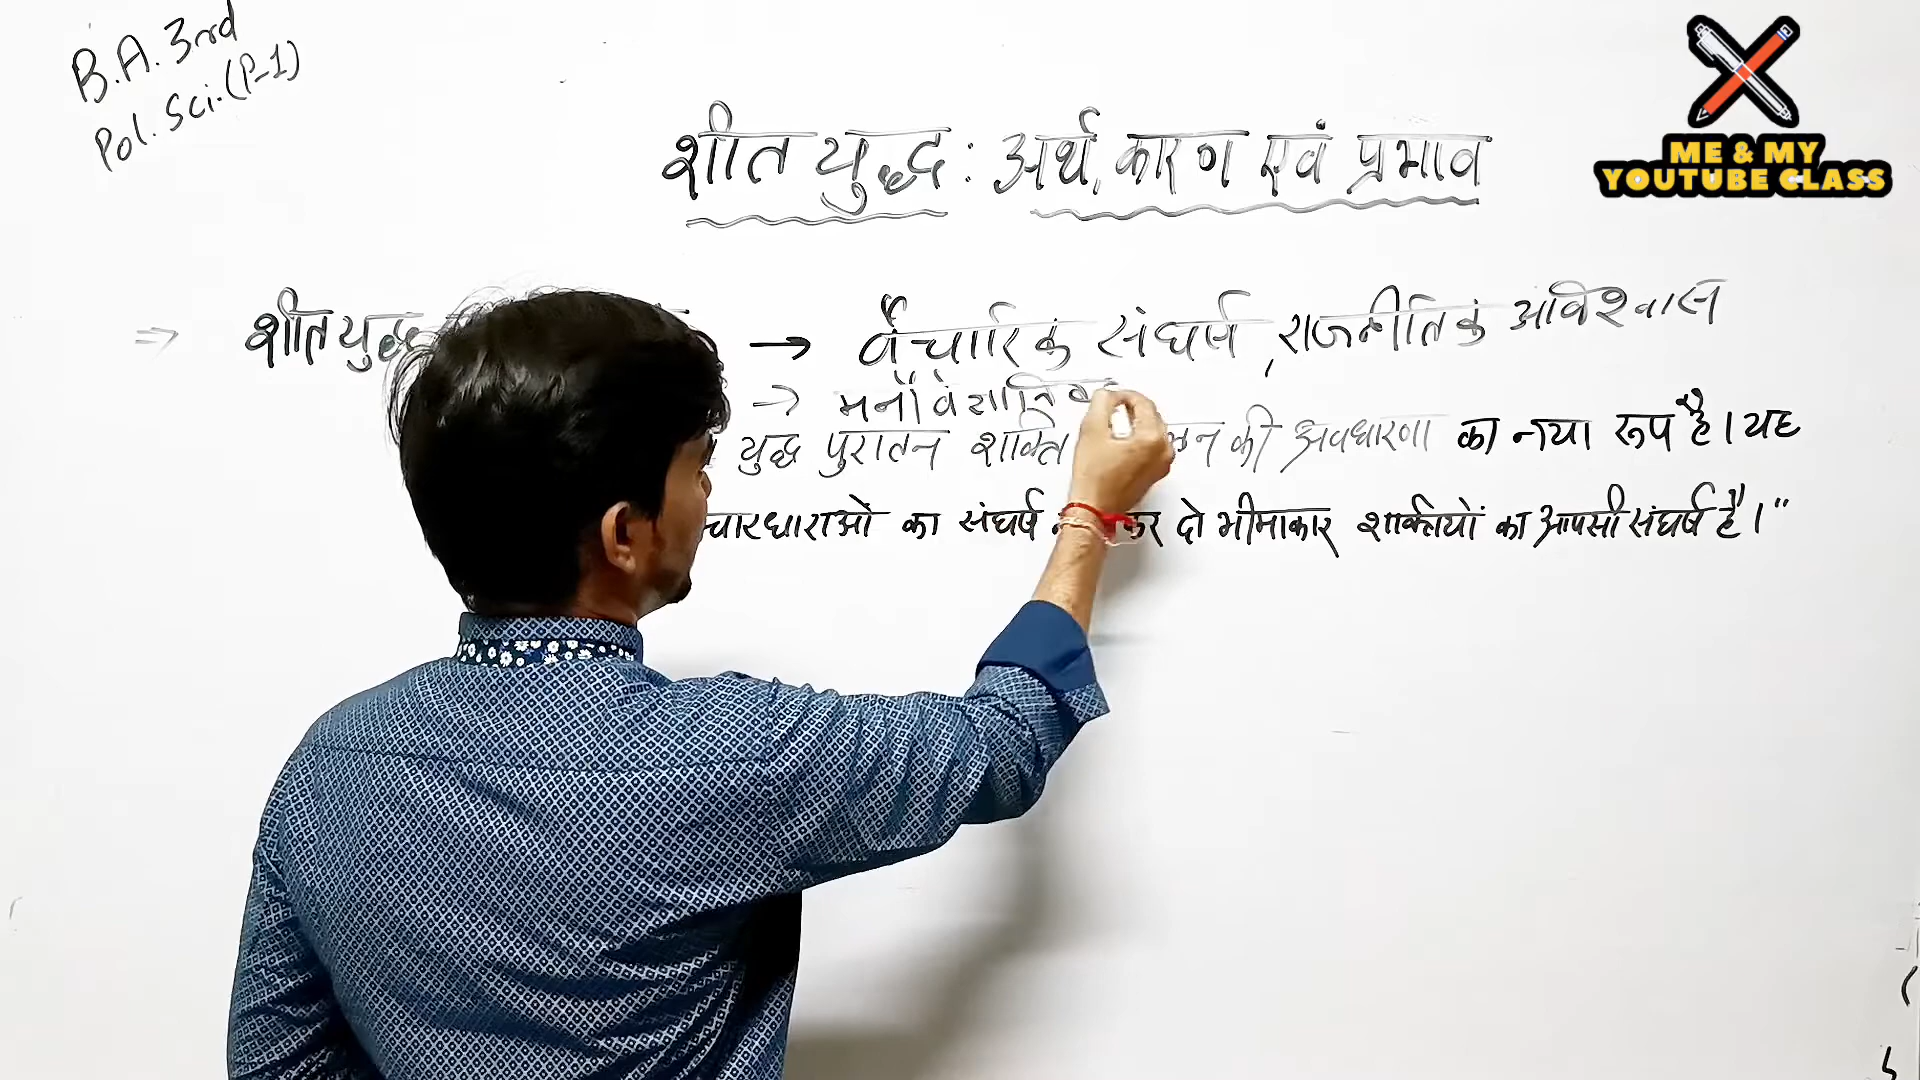 B.A. 3rd
Pol. Sci. (P-1)
ME & MY
YOUTUBE CLASS
शीत युद्ध : अर्थ, कारण एवं प्रभाव
⇒ शीतयुद्ध → वैचारिक संघर्ष, राजनीतिक अविश्वास
→ मनोवैज्ञानिक
युद्ध पुरातन शक्ति की अवधारणा का नया रूप है। यह
का संघर्ष दो भीमाकार शक्तियों का आपसी संघर्ष है।"